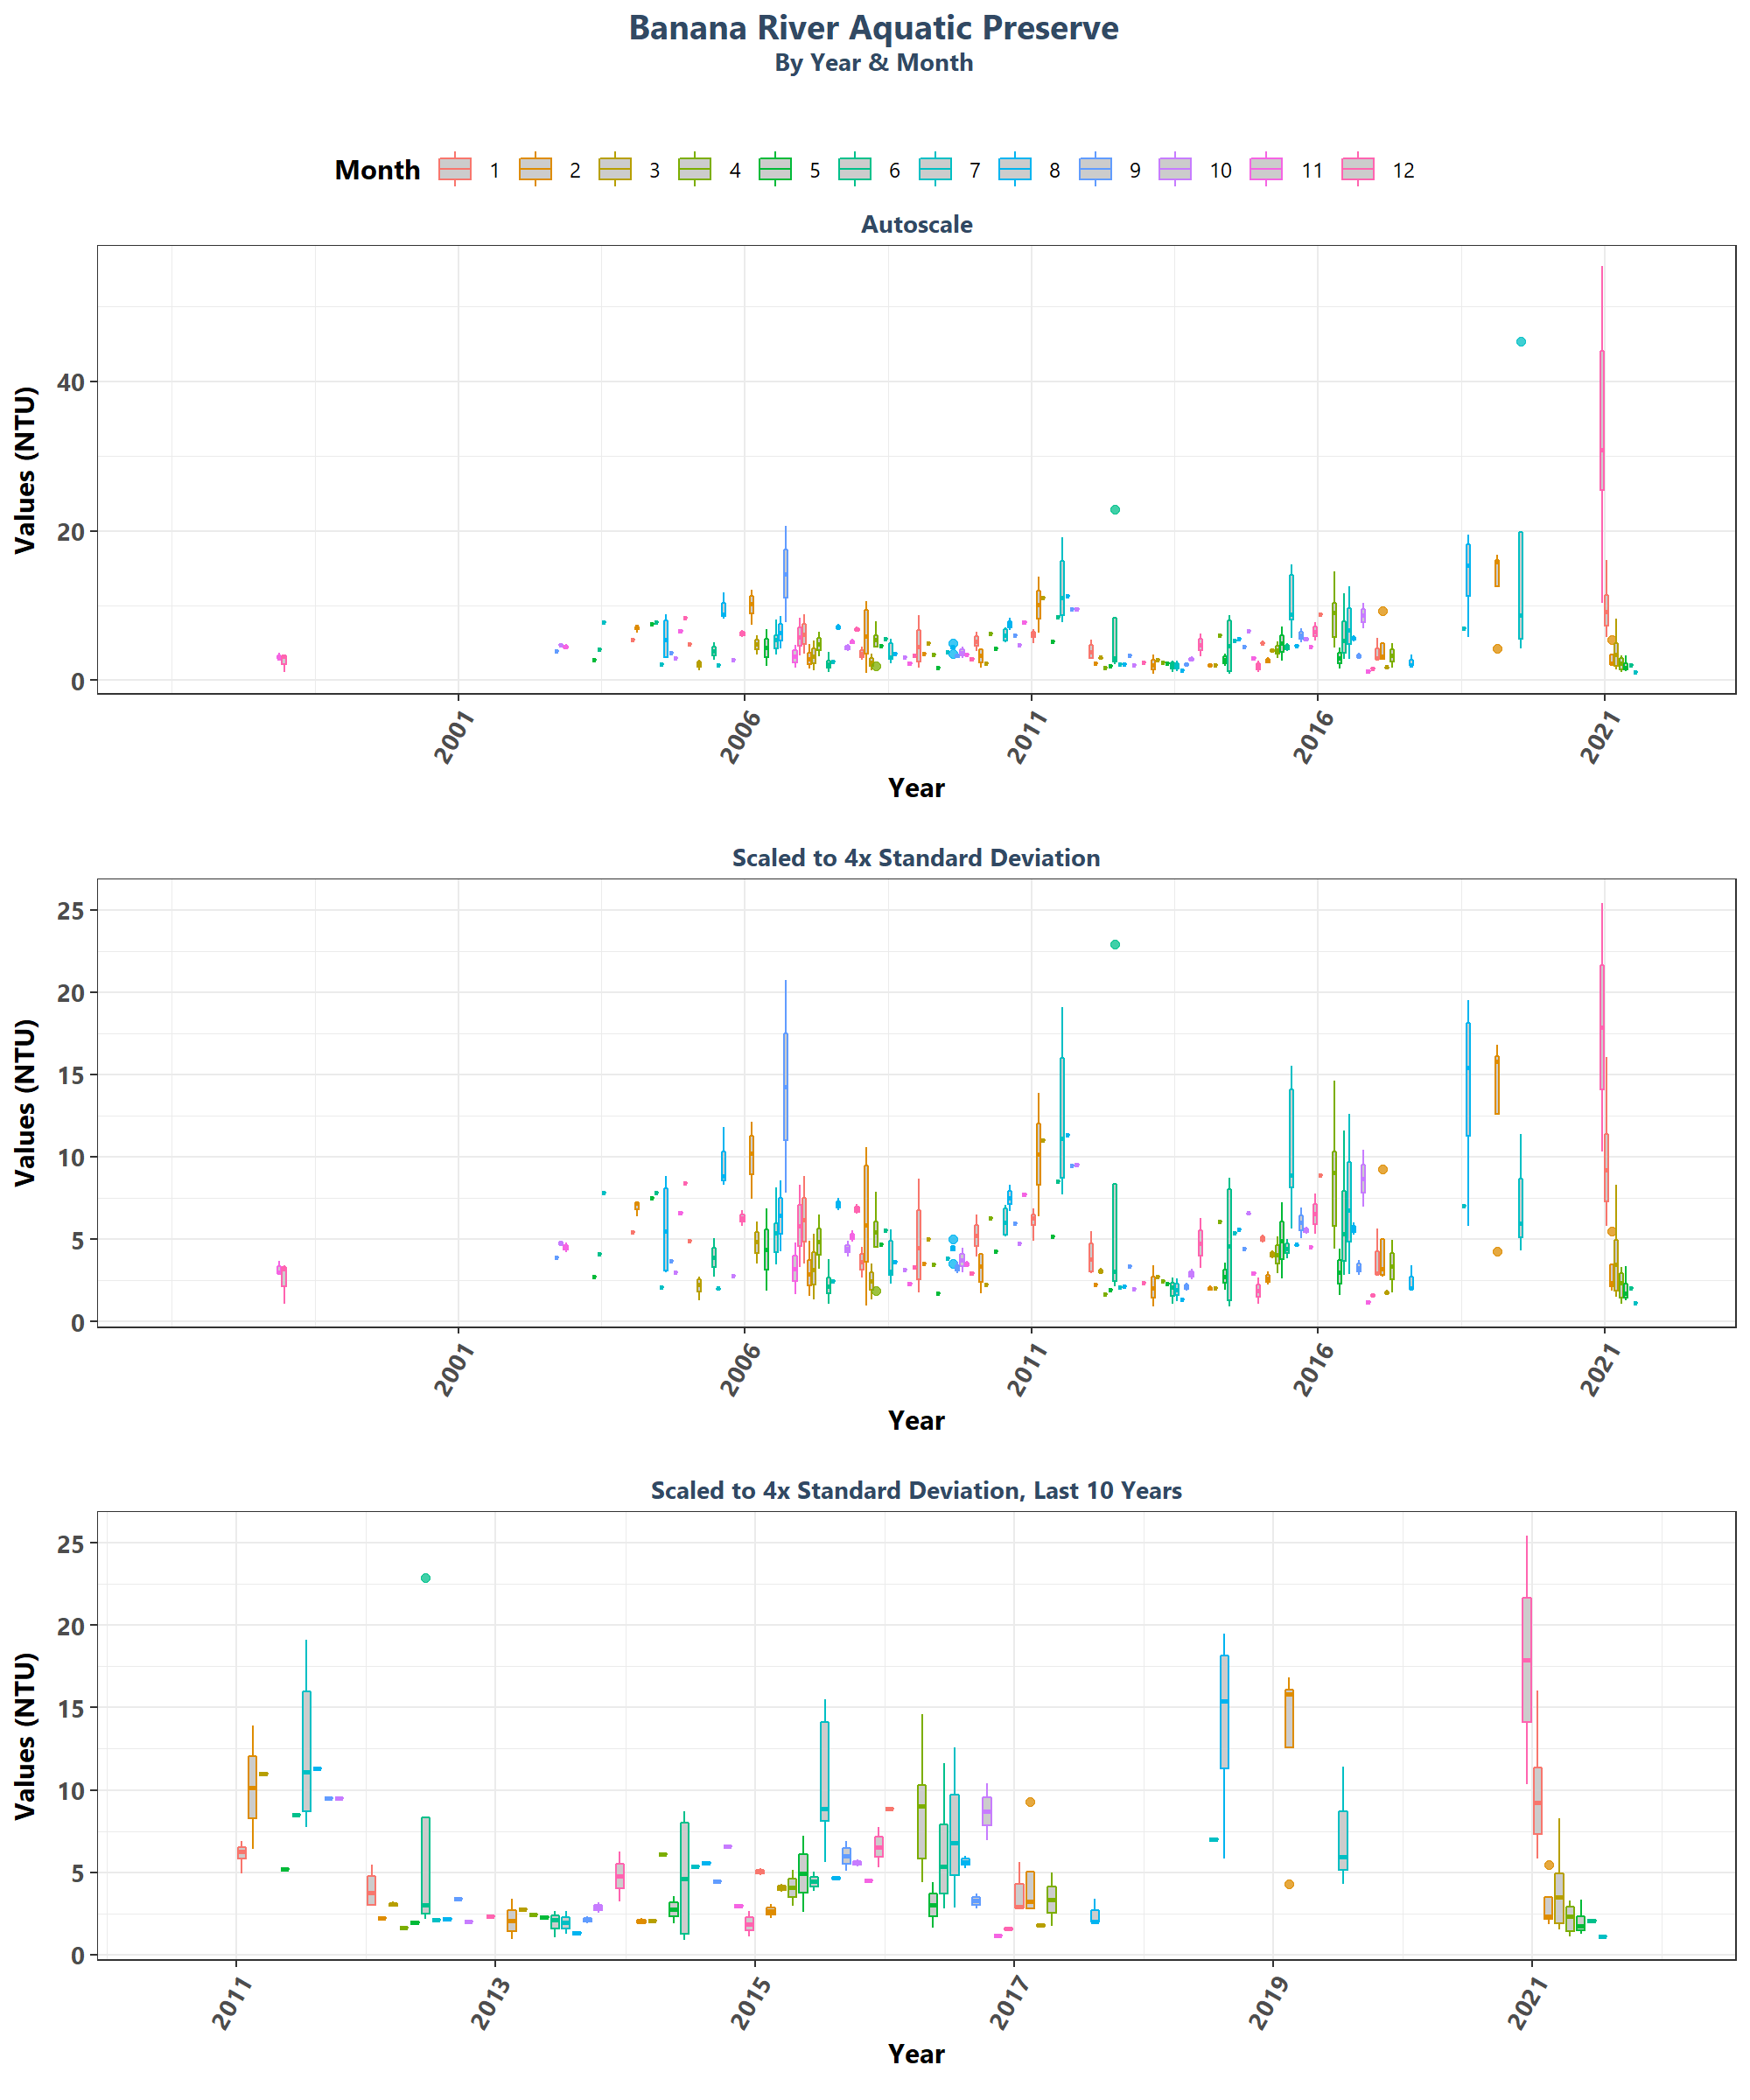 Banana River Aquatic Preserve
By Year & Month
Month 1 2 3 4 5 6 7 8 9 10 11 12
Autoscale
Values (NTU)
40
20
0
2001 2006 2011 2016 2021
Year
Scaled to 4x Standard Deviation
Values (NTU)
25
20
15
10
5
0
2001 2006 2011 2016 2021
Year
Scaled to 4x Standard Deviation, Last 10 Years
Values (NTU)
25
20
15
10
5
0
2011 2013 2015 2017 2019 2021
Year